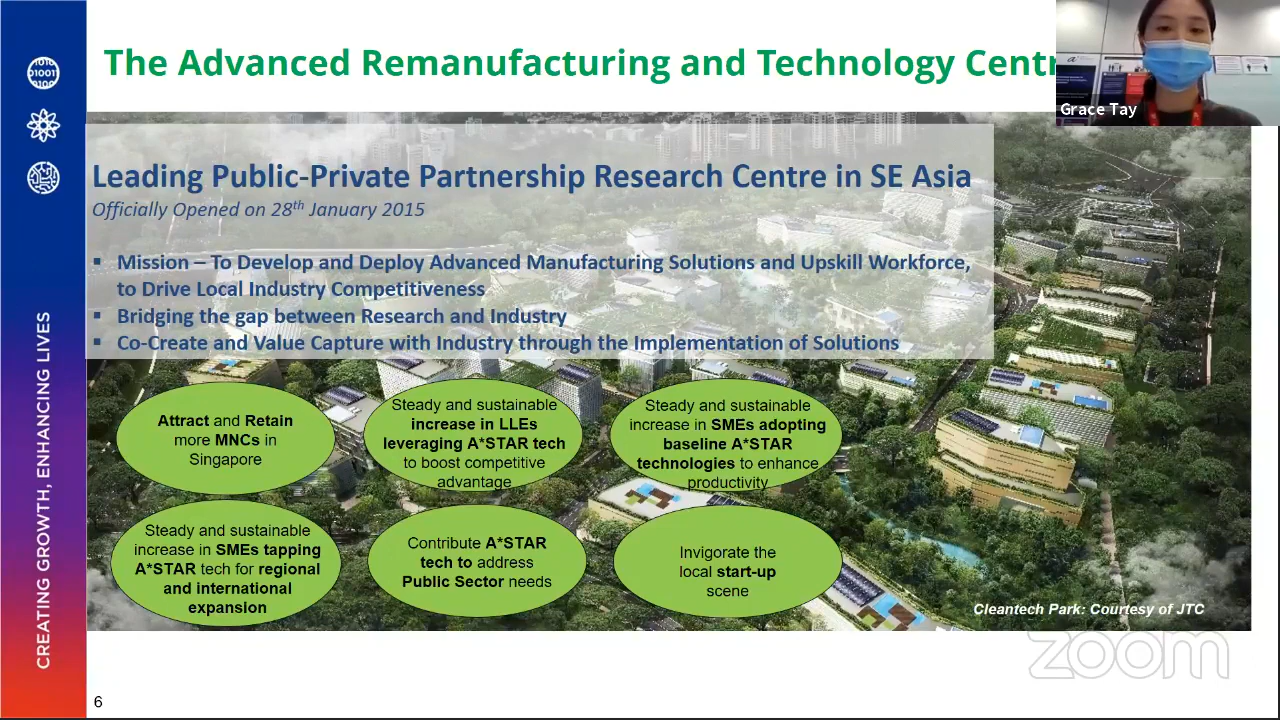 The Advanced Remanufacturing and Technology Centr
Grace Tay
Leading Public-Private Partnership Research Centre in SE Asia
Officially Opened on 28th January 2015
▪ Mission – To Develop and Deploy Advanced Manufacturing Solutions and Upskill Workforce,
to Drive Local Industry Competitiveness
▪ Bridging the gap between Research and Industry
▪ Co-Create and Value Capture with Industry through the Implementation of Solutions
Attract and Retain
more MNCs in
Singapore
Steady and sustainable
increase in LLEs
leveraging A*STAR tech
to boost competitive
advantage
Steady and sustainable
increase in SMEs adopting
baseline A*STAR
technologies to enhance
productivity
Steady and sustainable
increase in SMEs tapping
A*STAR tech for regional
and international
expansion
Contribute A*STAR
tech to address
Public Sector needs
Invigorate the
local start-up
scene
Cleantech Park: Courtesy of JTC
CREATING GROWTH, ENHANCING LIVES
zoom
6